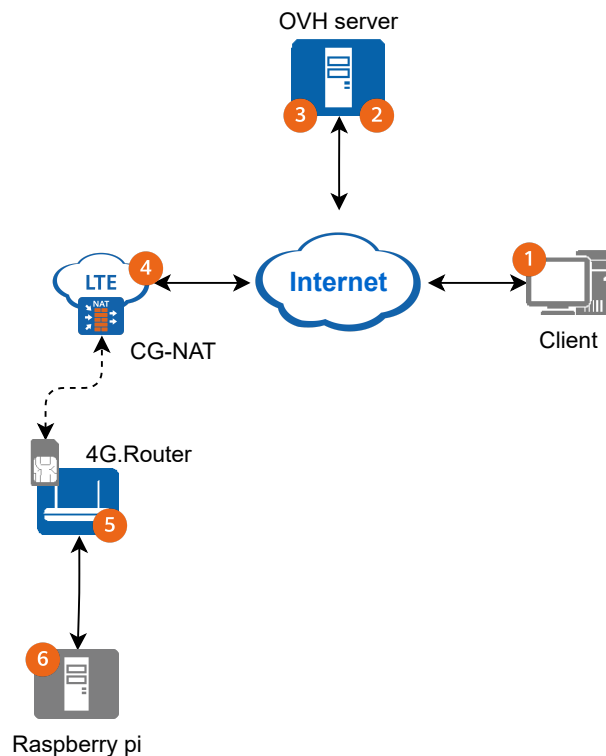 OVH server
3
2
1
Internet
4
LTE
NAT
CG-NAT
Client
4G.Router
5
6
Raspberry pi